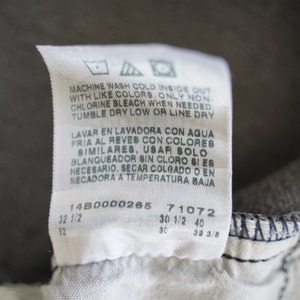 MACHINE WASH COLD INSIDE OUT
WITH LIKE COLORS, ONLY NON-
CHLORINE BLEACH WHEN NEEDED
TUMBLE DRY LOW OR LINE DRY
LAVAR EN LAVADORA CON AGUA
FRIA AL REVES CON COLORES
SIMILARES, USAR SOLO
BLANQUEADOR SIN CLORO SI ES
NECESARIO. SECAR COLGADO O EN
SECADORA A TEMPERATURA BAJA
14B0000265 71072
32 1/2 30 1/2 40
32 30 39 3/8